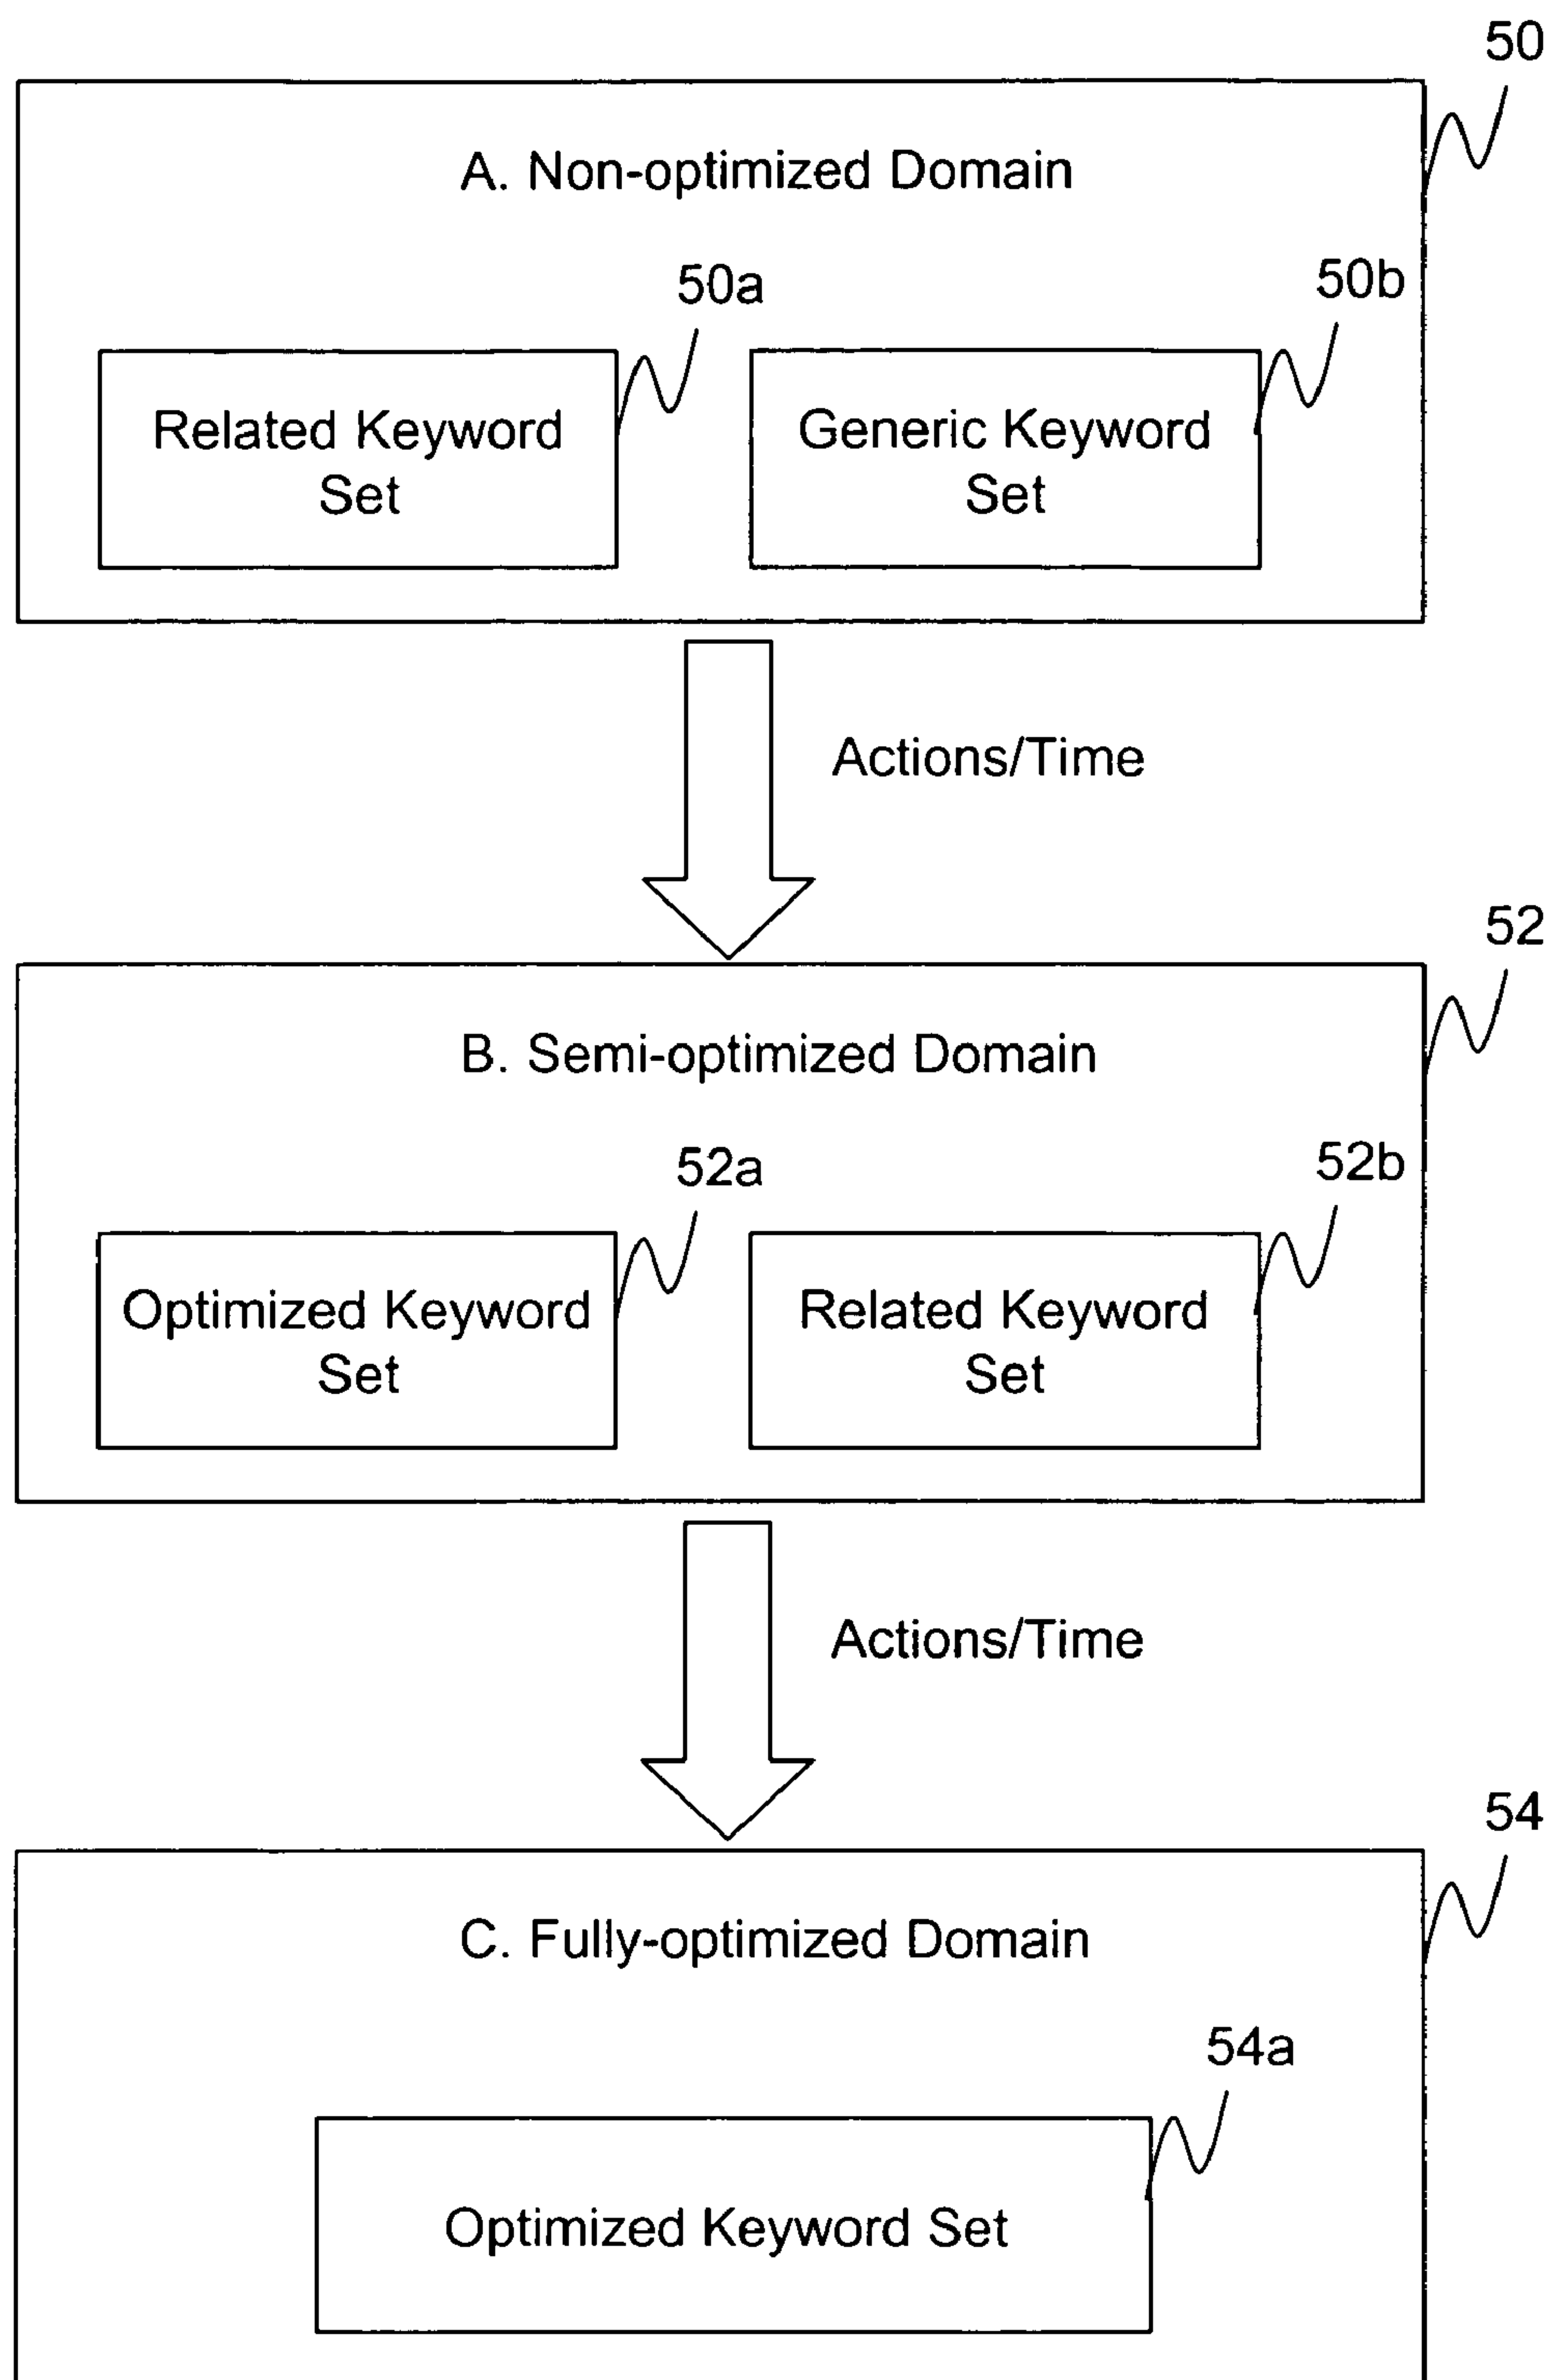 50
A. Non-optimized Domain
50a
50b
Related Keyword
Set
Generic Keyword
Set
Actions/Time
52
B. Semi-optimized Domain
52a
52b
Optimized Keyword
Set
Related Keyword
Set
Actions/Time
54
C. Fully-optimized Domain
54a
Optimized Keyword Set